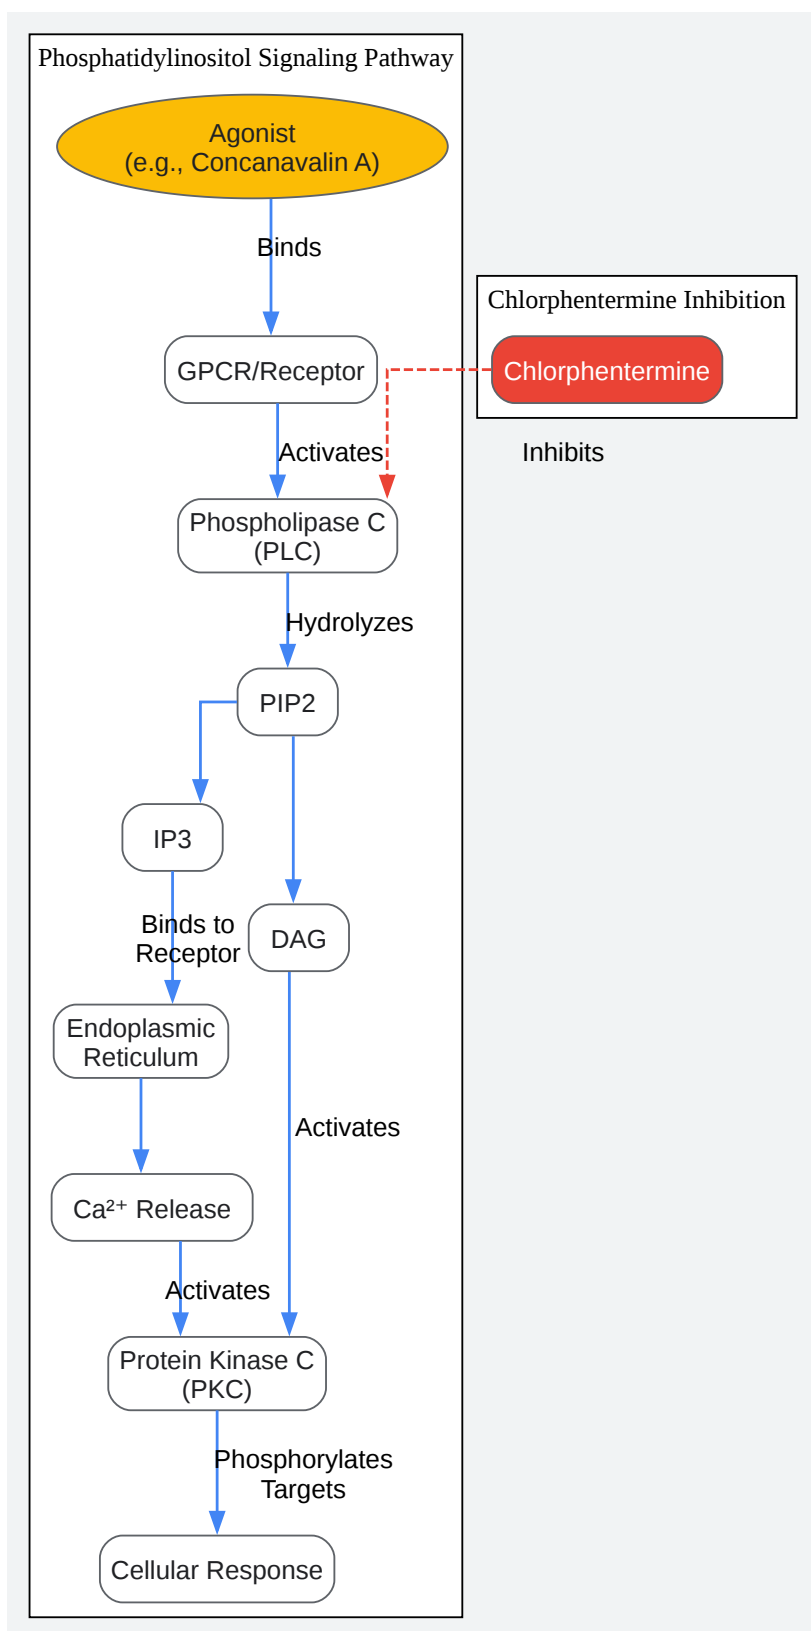 Phosphatidylinositol Signaling Pathway
Agonist
(e.g., Concanavalin A)
Binds
Chlorphentermine Inhibition
GPCR/Receptor
Chlorphentermine
Activates
Inhibits
Phospholipase C
(PLC)
Hydrolyzes
PIP2
IP3
Binds to
Receptor
DAG
Endoplasmic
Reticulum
Activates
Ca²⁺ Release
Activates
Protein Kinase C
(PKC)
Phosphorylates
Targets
Cellular Response